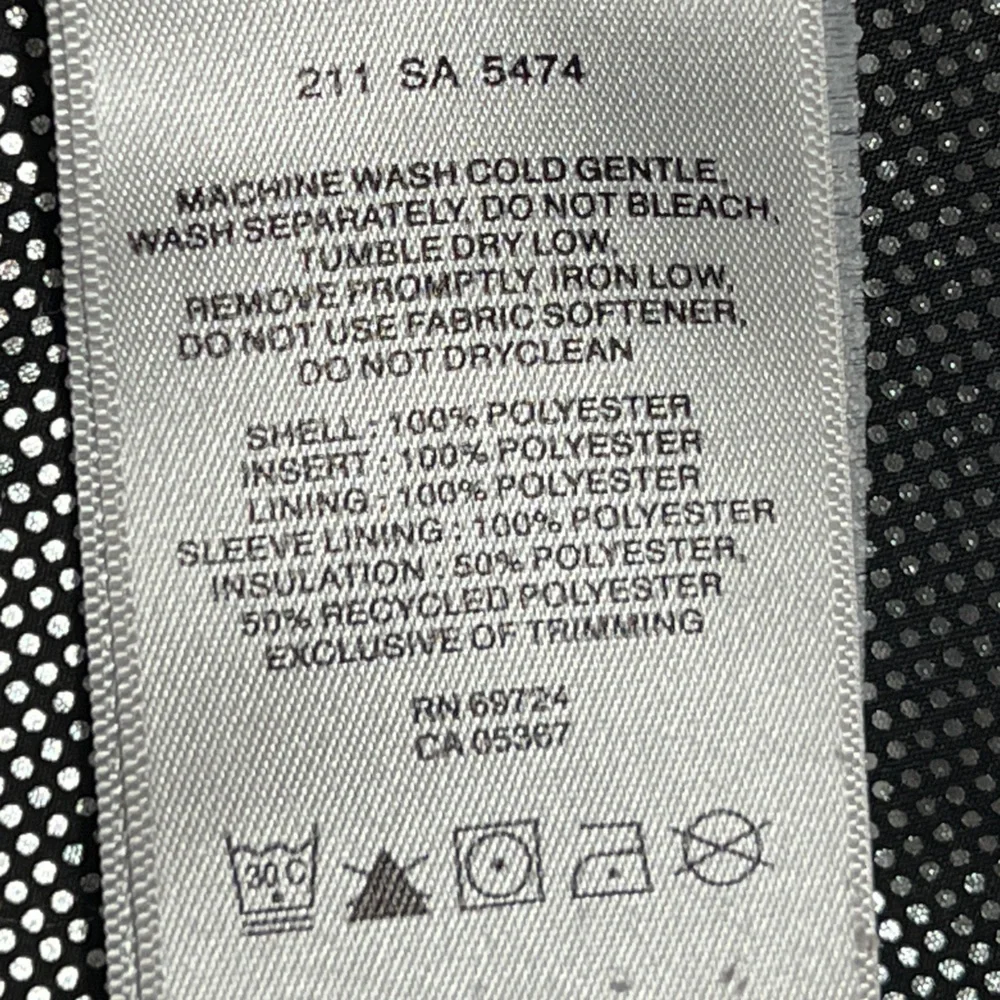 211 SA 5474
MACHINE WASH COLD GENTLE,
WASH SEPARATELY, DO NOT BLEACH,
TUMBLE DRY LOW,
REMOVE PROMPTLY, IRON LOW,
DO NOT USE FABRIC SOFTENER,
DO NOT DRYCLEAN
SHELL : 100% POLYESTER
INSERT : 100% POLYESTER
LINING : 100% POLYESTER
SLEEVE LINING : 100% POLYESTER
INSULATION : 50% POLYESTER,
50% RECYCLED POLYESTER
EXCLUSIVE OF TRIMMING
RN 69724
CA 05367
30 C